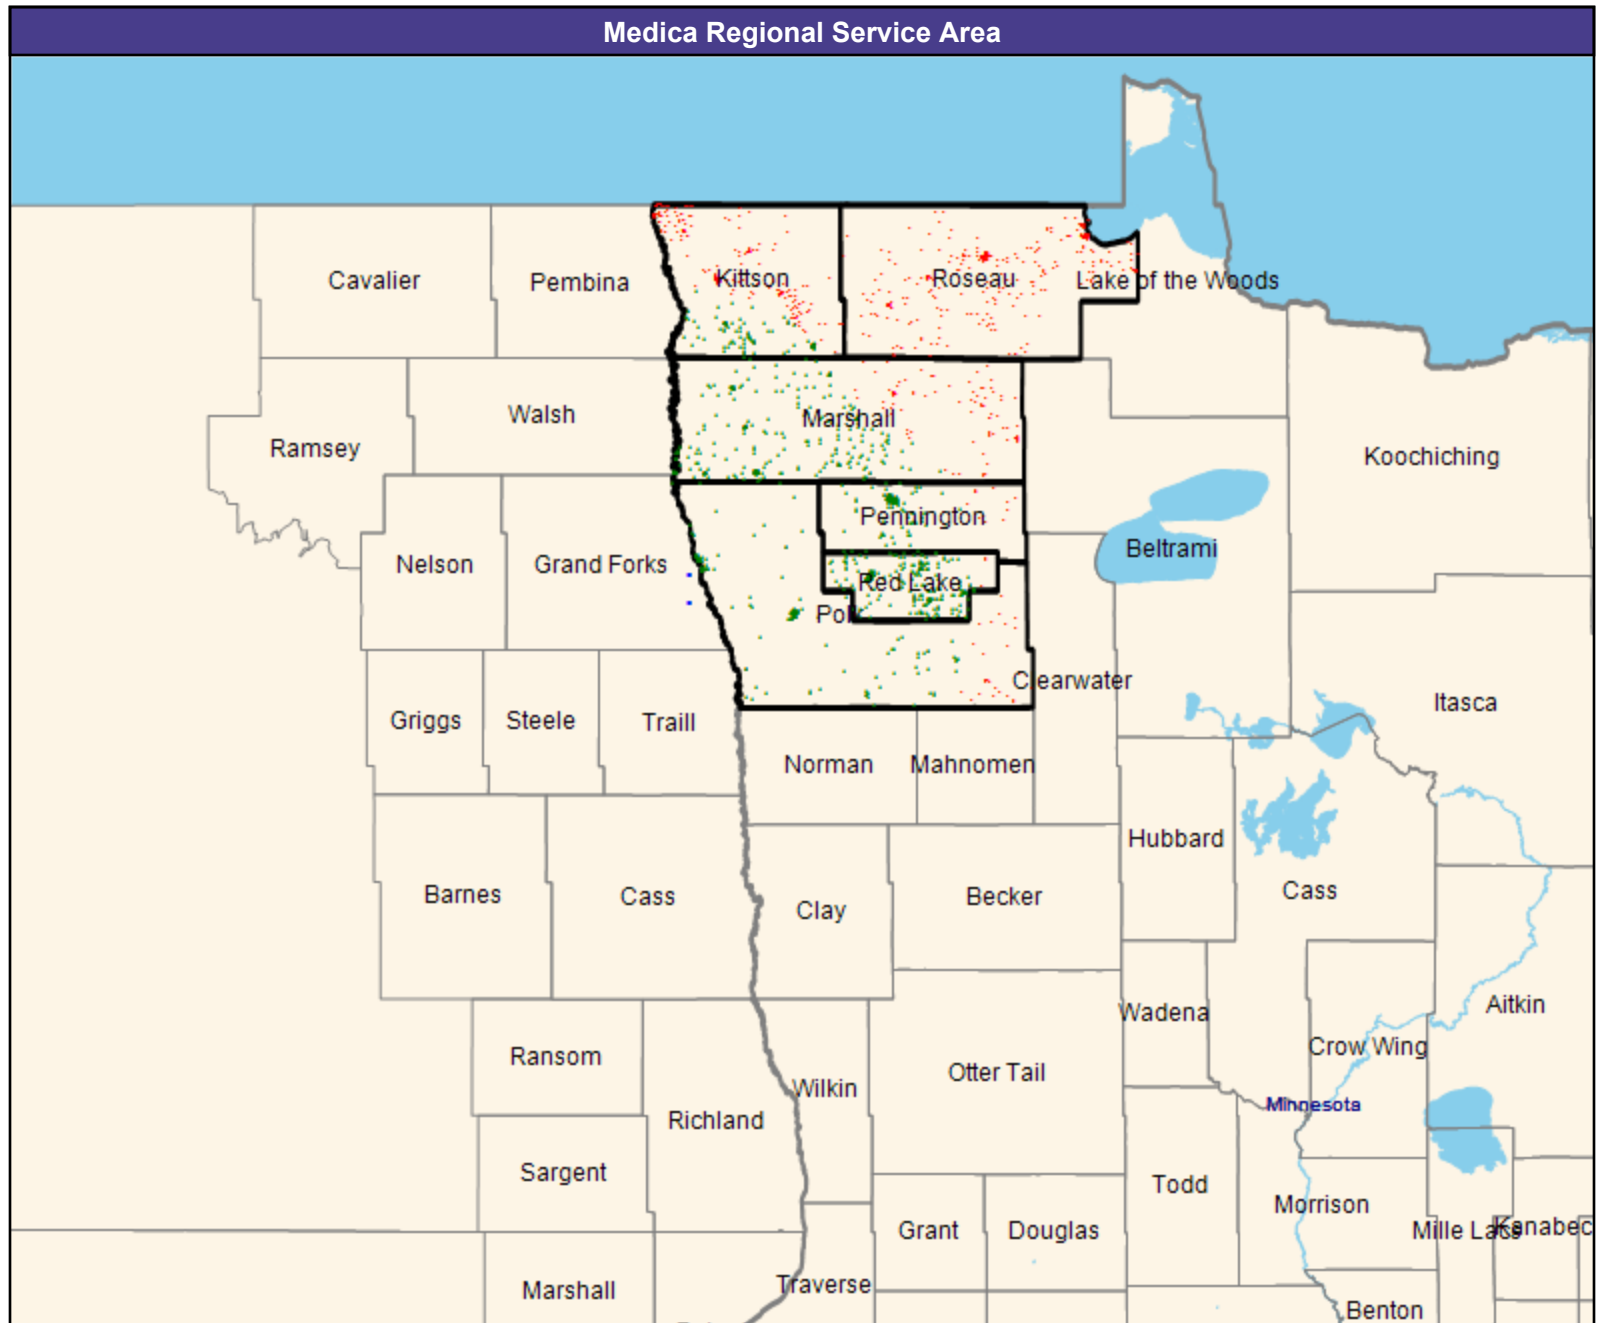 Medica Regional Service Area
Cavalier
Pembina
Kittson
Roseau
Lake of the Woods
Walsh
Marshall
Ramsey
Koochiching
Pennington
Nelson
Grand Forks
Beltrami
Red Lake
Polk
Clearwater
Itasca
Griggs
Steele
Traill
Norman
Mahnomen
Hubbard
Barnes
Cass
Clay
Becker
Cass
Wadena
Aitkin
Ransom
Crow Wing
Otter Tail
Wilkin
Minnesota
Richland
Sargent
Todd
Morrison
Grant
Douglas
Mille Lacs
Kanabec
Marshall
Traverse
Benton